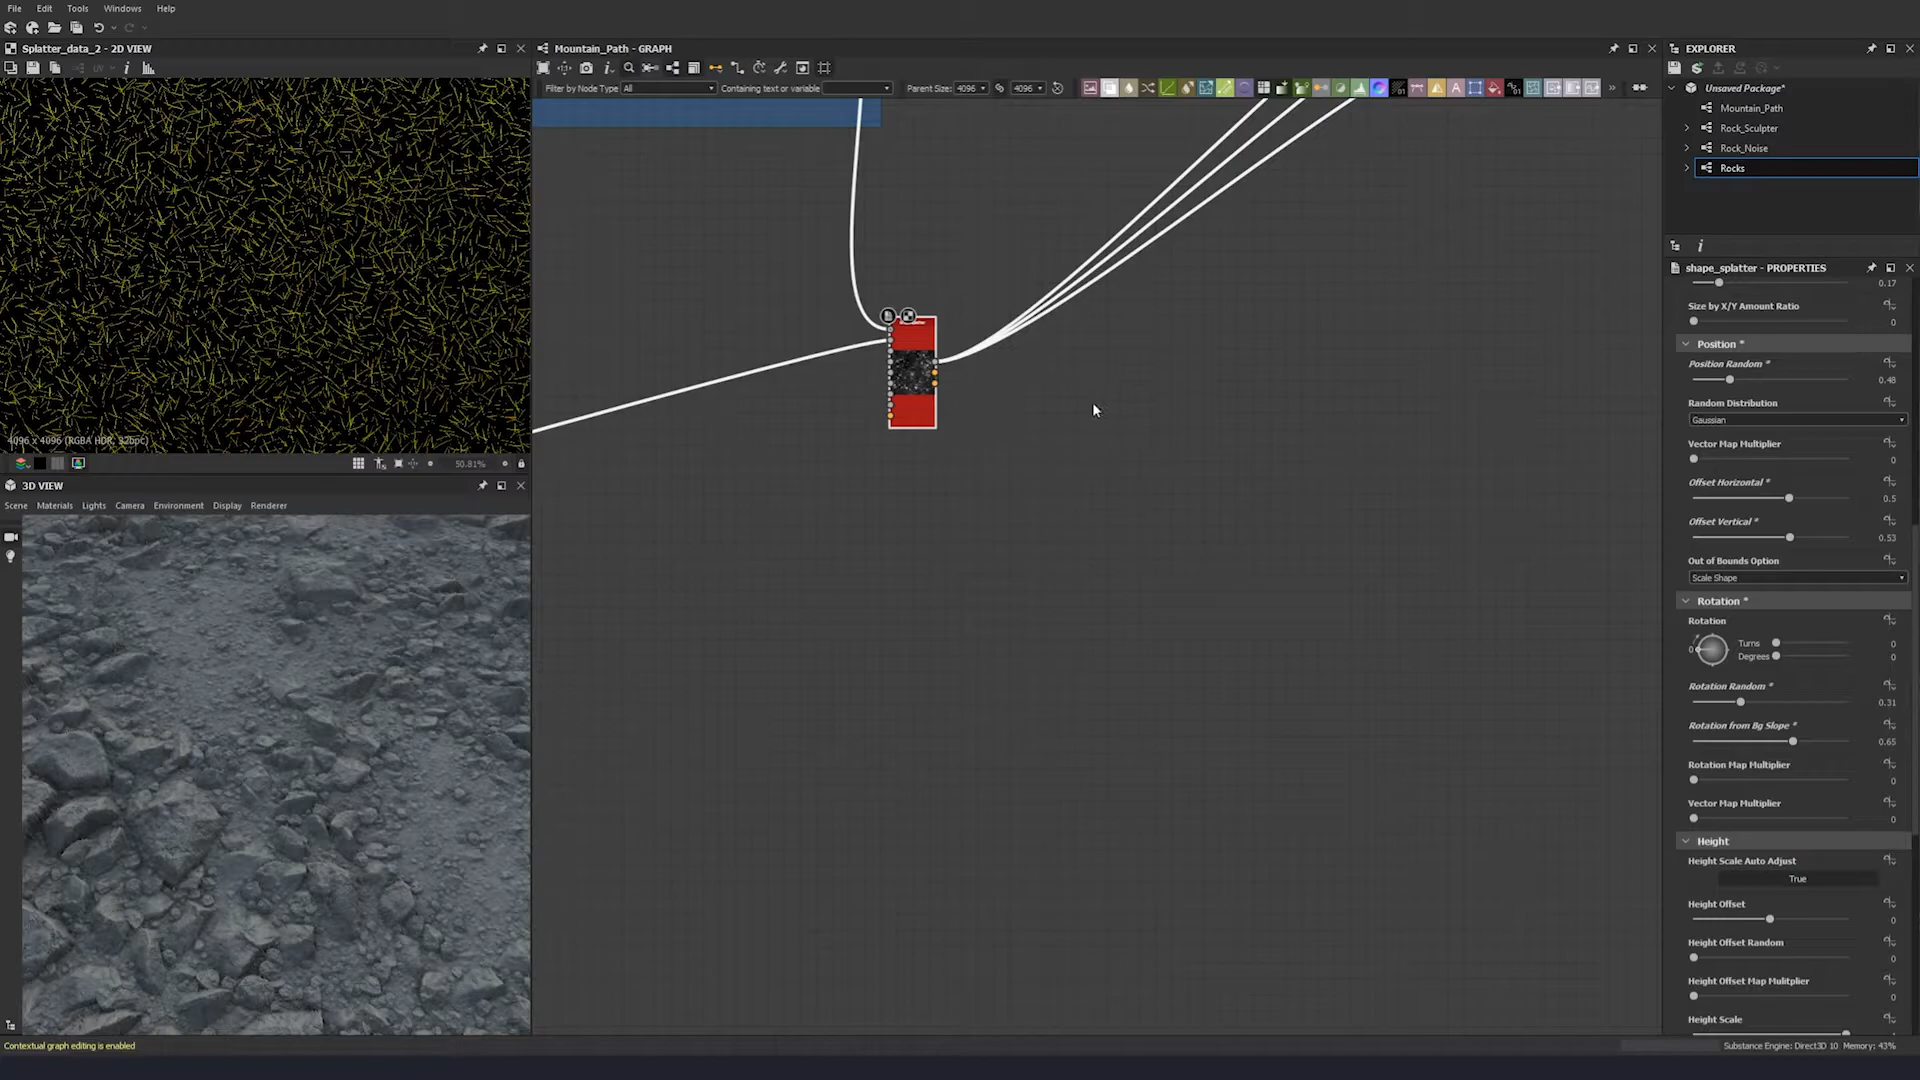 File Edit Tools Windows Help
Splatter_data_2 - 2D VIEW
4096 x 4096 (RGBA HDR, 32bpc)
50.81%
3D VIEW
Scene Materials Lights Camera Environment Display Renderer
Contextual graph editing is enabled
Mountain_Path - GRAPH
Filter by Node Type All Containing text or variable Parent Size: 4096 4096
EXPLORER
Unsaved Package*
Mountain_Path
Rock_Sculpter
Rock_Noise
Rocks
shape_splatter - PROPERTIES
0.17
Size by X/Y Amount Ratio
0
Position *
Position Random *
0.48
Random Distribution
Gaussian
Vector Map Multiplier
0
Offset Horizontal *
0.5
Offset Vertical *
0.53
Out of Bounds Option
Scale Shape
Rotation *
Rotation
0 Turns 0
Degrees 0
Rotation Random *
0.31
Rotation from Bg Slope *
0.65
Rotation Map Multiplier
0
Vector Map Multiplier
0
Height
Height Scale Auto Adjust
True
Height Offset
0
Height Offset Random
0
Height Offset Map Mulitplier
0
Height Scale
Substance Engine: Direct3D 10 Memory: 43%